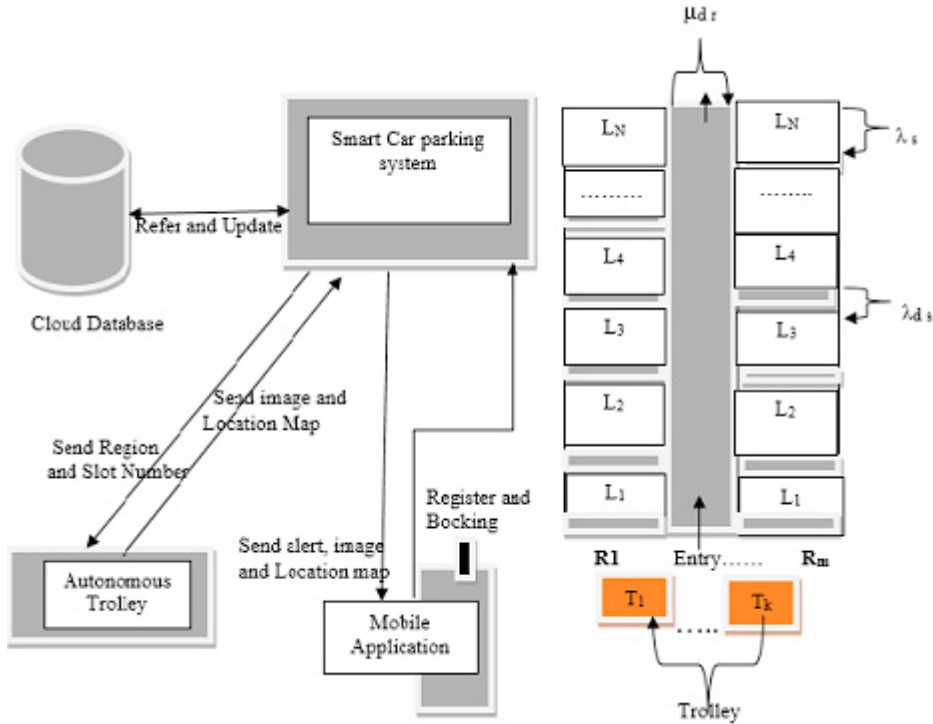 μd r
Smart Car parking
system
Refer and Update
Cloud Database
Send image and
Location Map
Send Region
and Slot Number
Register and
Bocking
Send alert, image
and Location map
Autonomous
Trolley
Mobile
Application
LN
LN
λ s
.........
........
L4
L4
λd s
L3
L3
L2
L2
L1
L1
R1
Entry......
Rm
T1
.....
Tk
Trolley